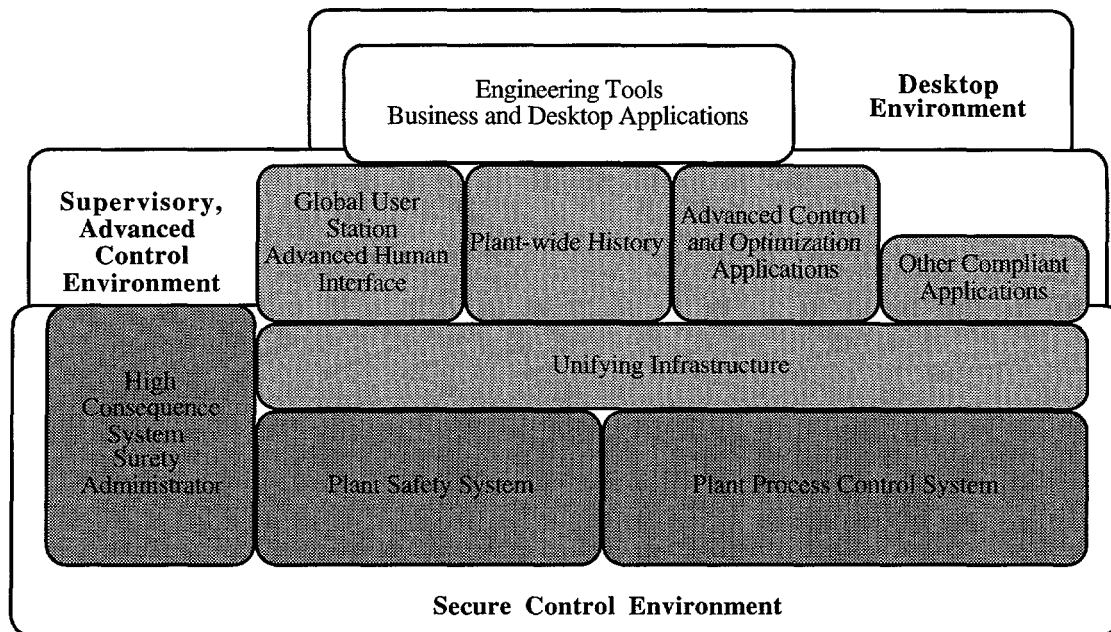 Engineering Tools
Business and Desktop Applications
Desktop
Environment
Supervisory,
Advanced
Control
Environment
Global User
Station
Advanced Human
Interface
Plant-wide History
Advanced Control
and Optimization
Applications
Other Compliant
Applications
High
Consequence
System
Surety
Administrator
Unifying Infrastructure
Plant Safety System
Plant Process Control System
Secure Control Environment